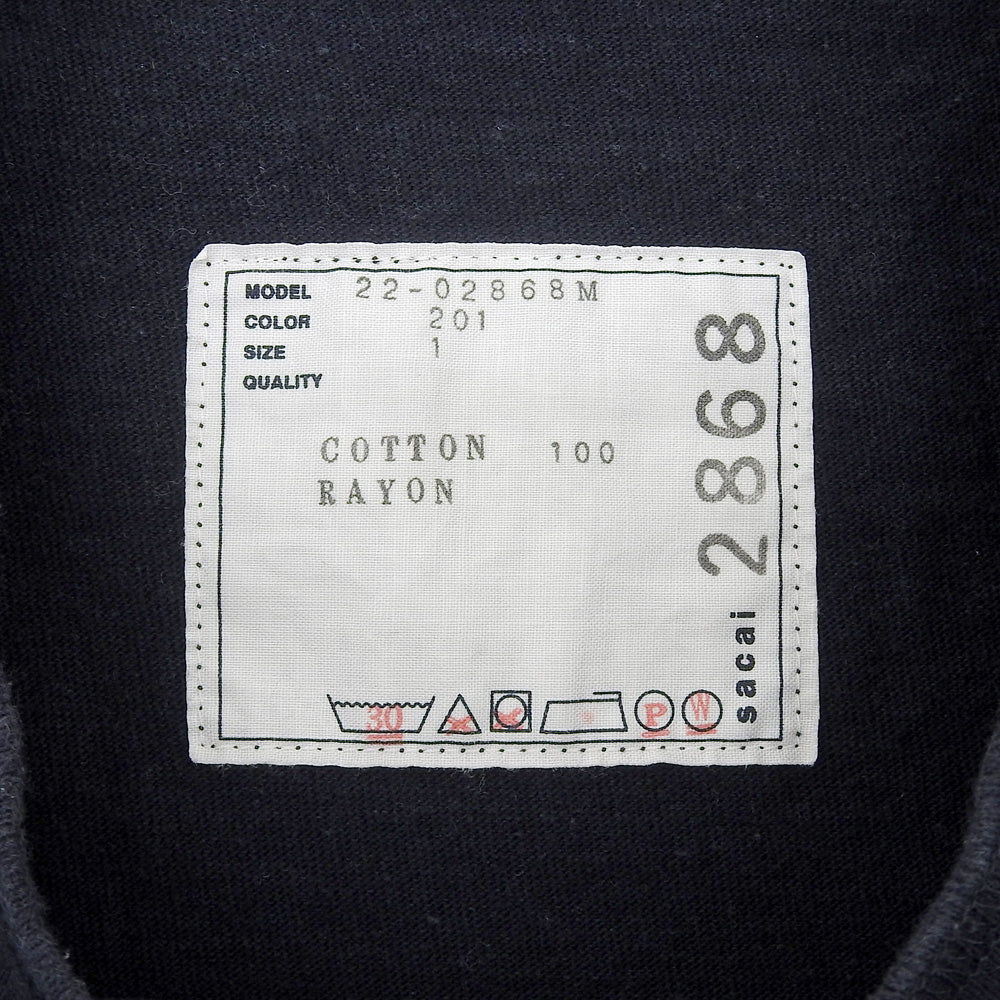 MODEL 22-02868M
COLOR 201
SIZE 1
QUALITY
COTTON 100
RAYON
30
P
W
sacai 2868